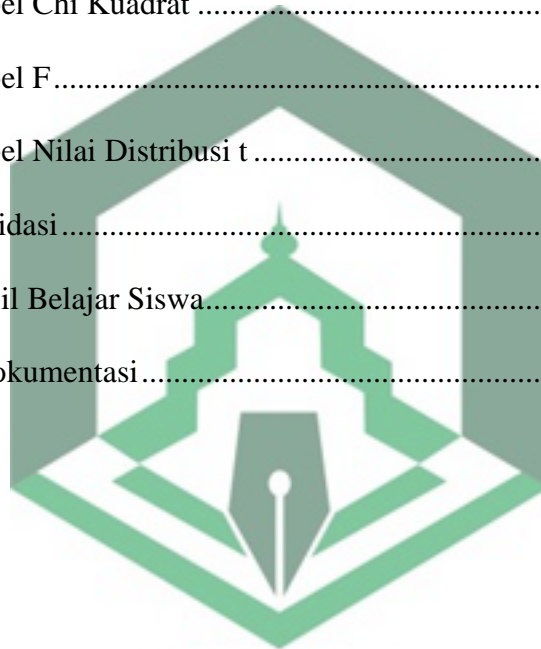 el Chi Kuadrat ...........................................
el F..............................................................
el Nilai Distribusi t .....................................
idasi.............................................................
il Belajar Siswa...........................................
okumentasi...................................................